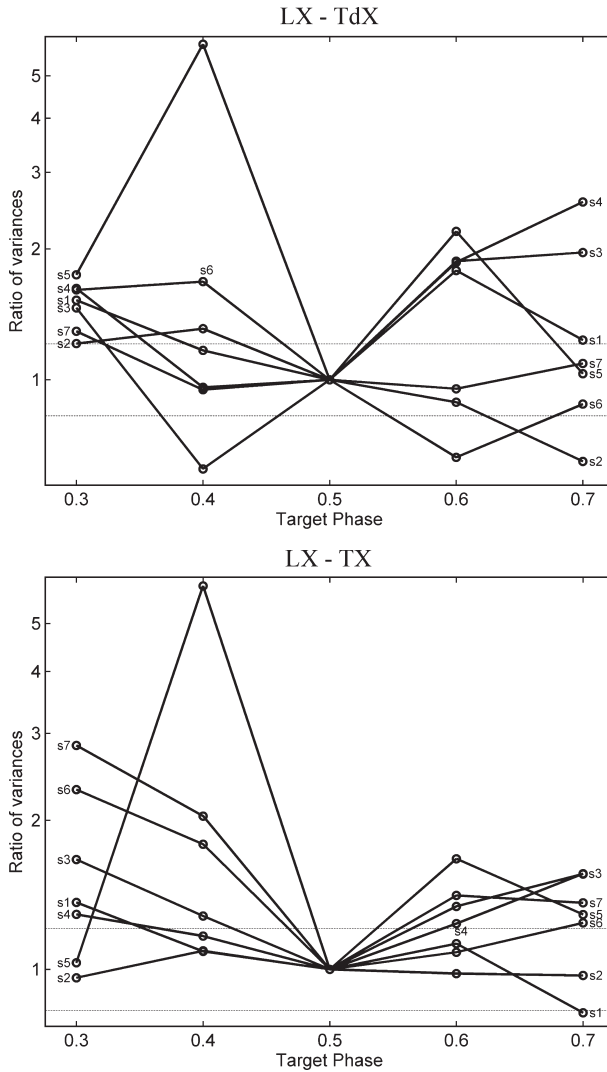 LX - TdX
Ratio of variances
5
4
3
2
1
s5
s4
s1
s3
s7
s2
s6
s4
s3
s1
s7
s5
s6
s2
0.3 0.4 0.5 0.6 0.7
Target Phase
LX - TX
Ratio of variances
5
4
3
2
1
s7
s6
s3
s1
s4
s5
s2
s4
s3
s7
s5
s6
s2
s1
0.3 0.4 0.5 0.6 0.7
Target Phase